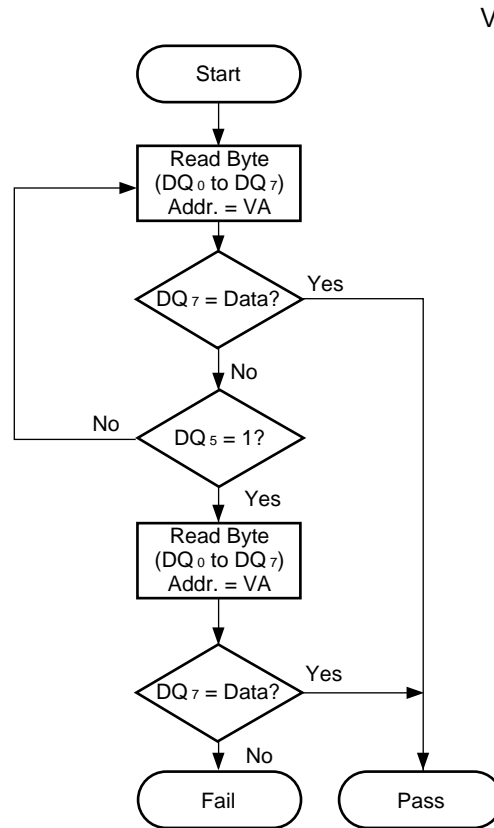 V
Start
Read Byte
(DQ0 to DQ7)
Addr. = VA
DQ7 = Data?
Yes
No
No
DQ5 = 1?
Yes
Read Byte
(DQ0 to DQ7)
Addr. = VA
DQ7 = Data?
Yes
No
Fail
Pass